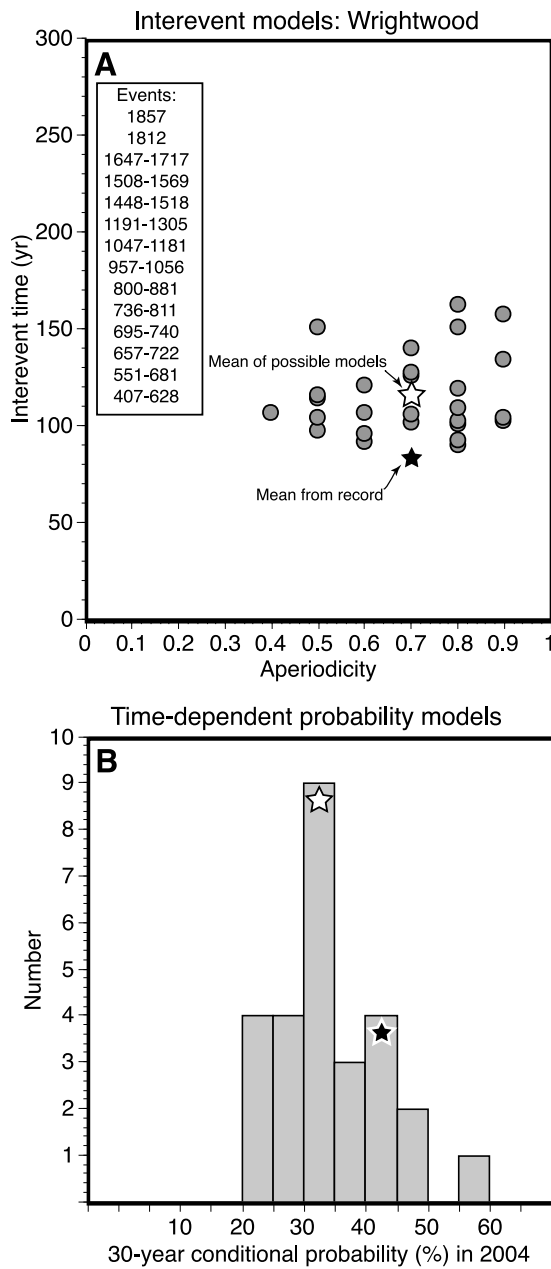 Interevent models: Wrightwood
A
300
250
200
150
100
50
0
Interevent time (yr)
Events:
1857
1812
1647-1717
1508-1569
1448-1518
1191-1305
1047-1181
957-1056
800-881
736-811
695-740
657-722
551-681
407-628
Mean of possible models
Mean from record
0 0.1 0.2 0.3 0.4 0.5 0.6 0.7 0.8 0.9 1
Aperiodicity
Time-dependent probability models
B
10
9
8
7
6
5
4
3
2
1
Number
10 20 30 40 50 60
30-year conditional probability (%) in 2004